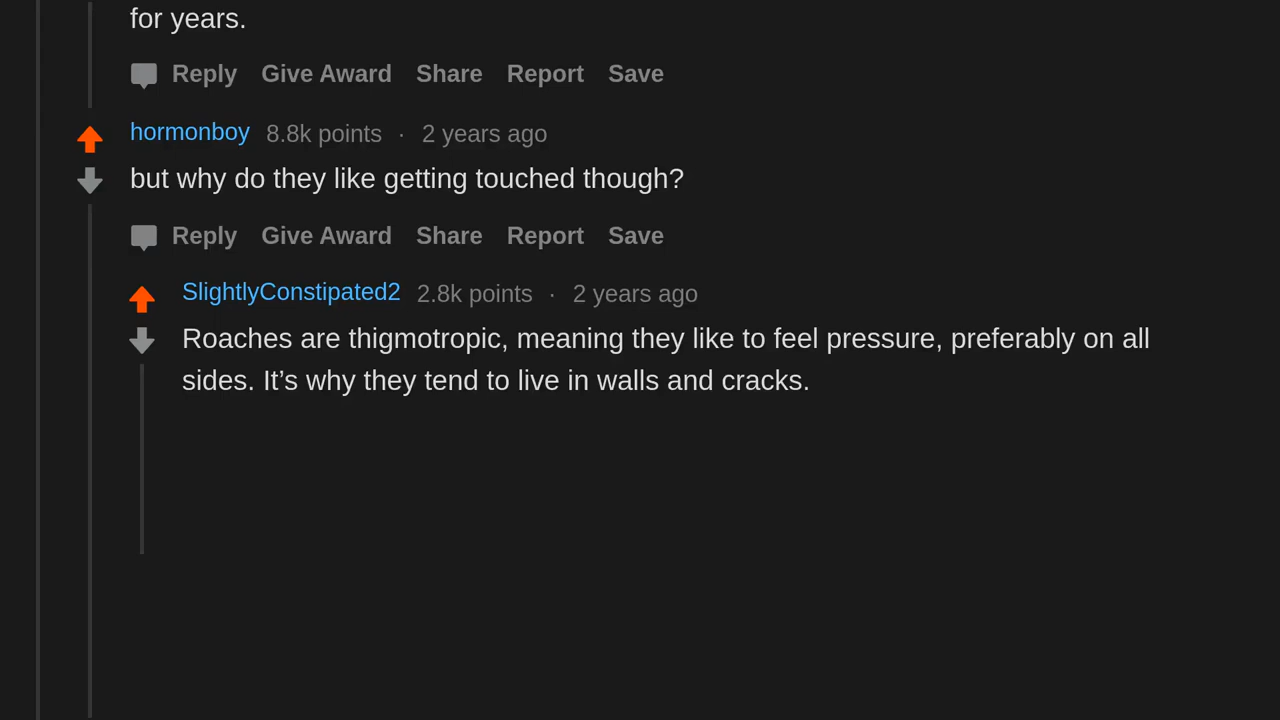 for years.
Reply Give Award Share Report Save
hormonboy 8.8k points · 2 years ago
but why do they like getting touched though?
Reply Give Award Share Report Save
SlightlyConstipated2 2.8k points · 2 years ago
Roaches are thigmotropic, meaning they like to feel pressure, preferably on all
sides. It’s why they tend to live in walls and cracks.